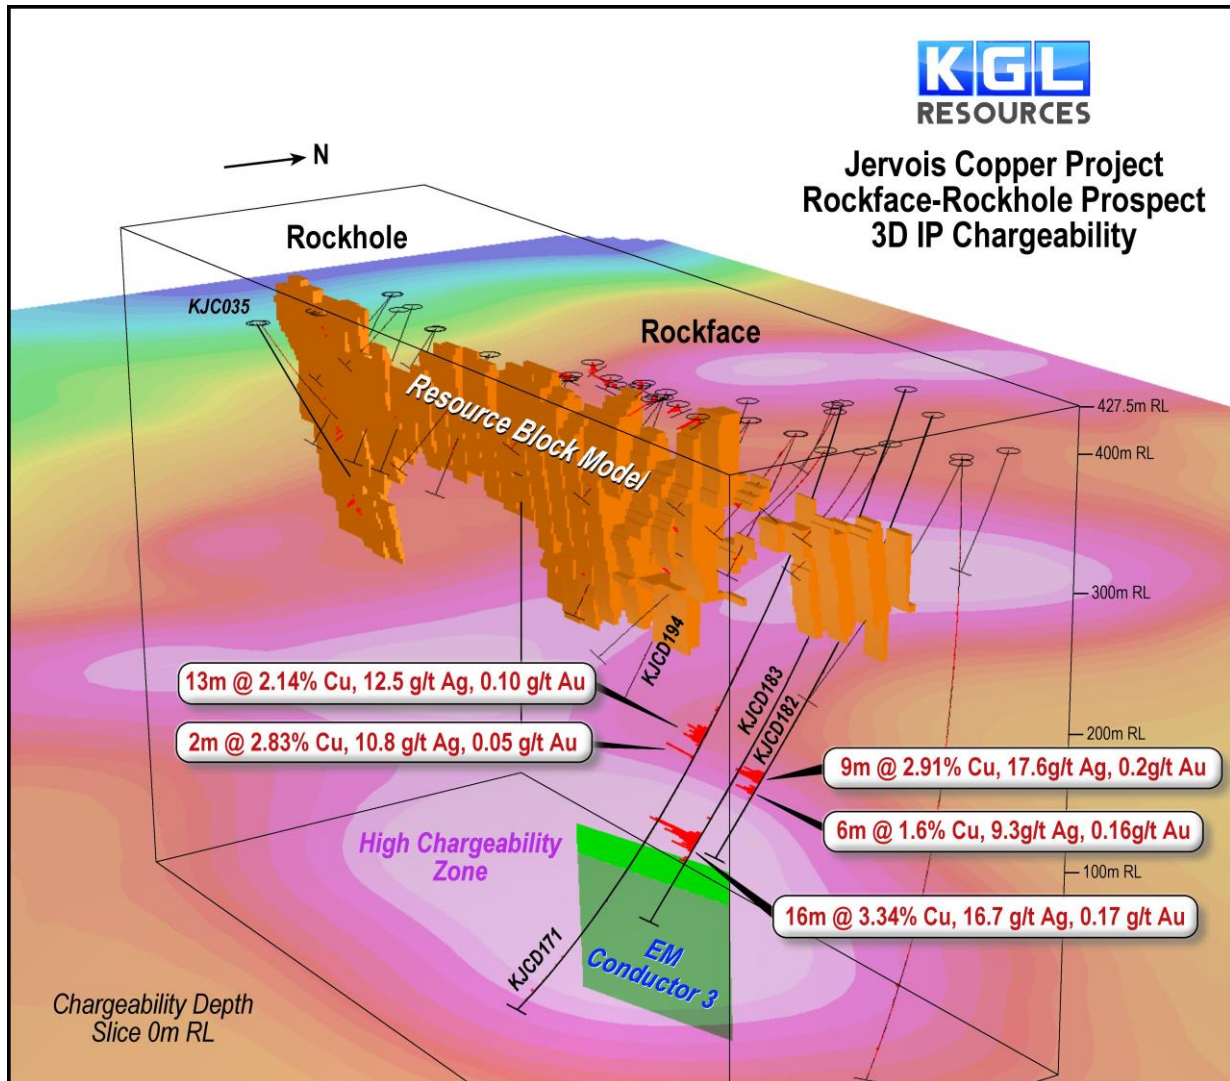 KGL
RESOURCES
Jervois Copper Project
Rockface-Rockhole Prospect
3D IP Chargeability
N
Rockhole
KJC035
Rockface
Resource Block Model
427.5m RL
400m RL
300m RL
200m RL
100m RL
KJCD194
KJCD183
KJCD182
13m @ 2.14% Cu, 12.5 g/t Ag, 0.10 g/t Au
2m @ 2.83% Cu, 10.8 g/t Ag, 0.05 g/t Au
9m @ 2.91% Cu, 17.6g/t Ag, 0.2g/t Au
6m @ 1.6% Cu, 9.3g/t Ag, 0.16g/t Au
16m @ 3.34% Cu, 16.7 g/t Ag, 0.17 g/t Au
High Chargeability
Zone
KJCD171
EM
Conductor 3
Chargeability Depth
Slice 0m RL